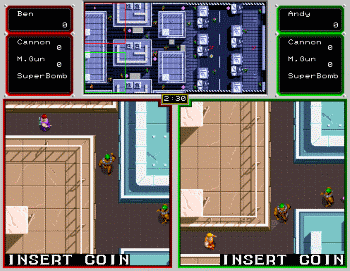 Ben
0
Cannon
0
M.Gun
0
SuperBomb
Andy
0
Cannon
0
M.Gun
0
SuperBomb
2:30
INSERT COIN
INSERT COIN